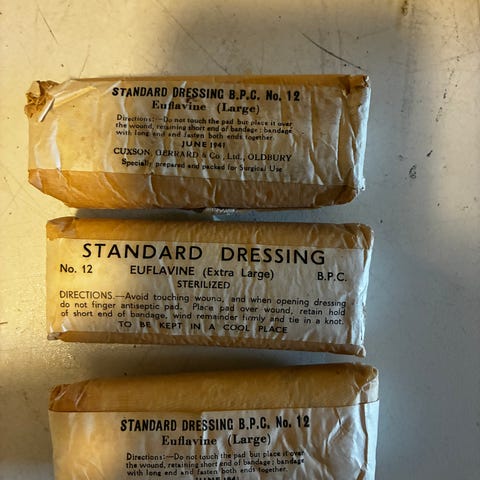 STANDARD DRESSING B.P.C. No. 12
Euflavine (Large)
Directions:—Do not touch the pad but place it over
the wound, retaining short end of bandage; bandage
with long end and fasten both ends together.
JUNE 1941
CUXSON, GERRARD & Co., Ltd., OLDBURY
Specially prepared and packed for Surgical Use
STANDARD DRESSING
No. 12 EUFLAVINE (Extra Large) B.P.C.
STERILIZED
DIRECTIONS.—Avoid touching wound, and when opening dressing
do not finger antiseptic pad. Place pad over wound, retain hold
of short end of bandage, wind remainder firmly and tie in a knot.
TO BE KEPT IN A COOL PLACE
STANDARD DRESSING B.P.C. No. 12
Euflavine (Large)
Directions:—Do not touch the pad but place it over
the wound, retaining short end of bandage; bandage
with long end and fasten both ends together.
JUNE 1941